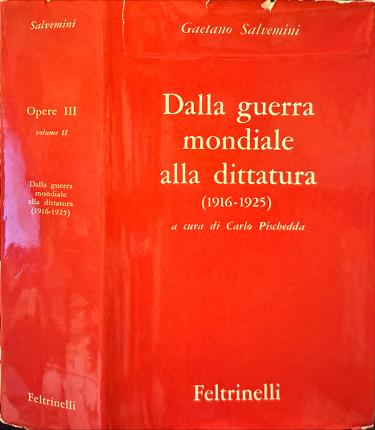 Salvemini
Opere III
volume II
Dalla guerra
mondiale
alla dittatura
(1916-1925)
Feltrinelli
Gaetano Salvemini
Dalla guerra
mondiale
alla dittatura
(1916-1925)
a cura di Carlo Pischedda
Feltrinelli